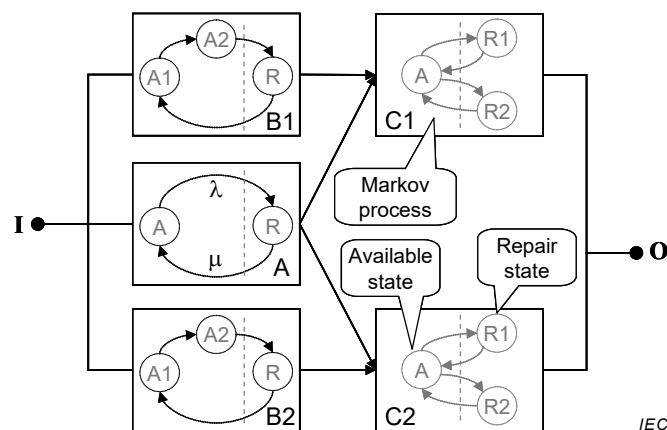 A2
A1
R
B1
R1
A
R2
C1
Markov
process
I
λ
A
R
μ
A
O
Available
state
Repair
state
A2
A1
R
B2
R1
A
R2
C2
IEC